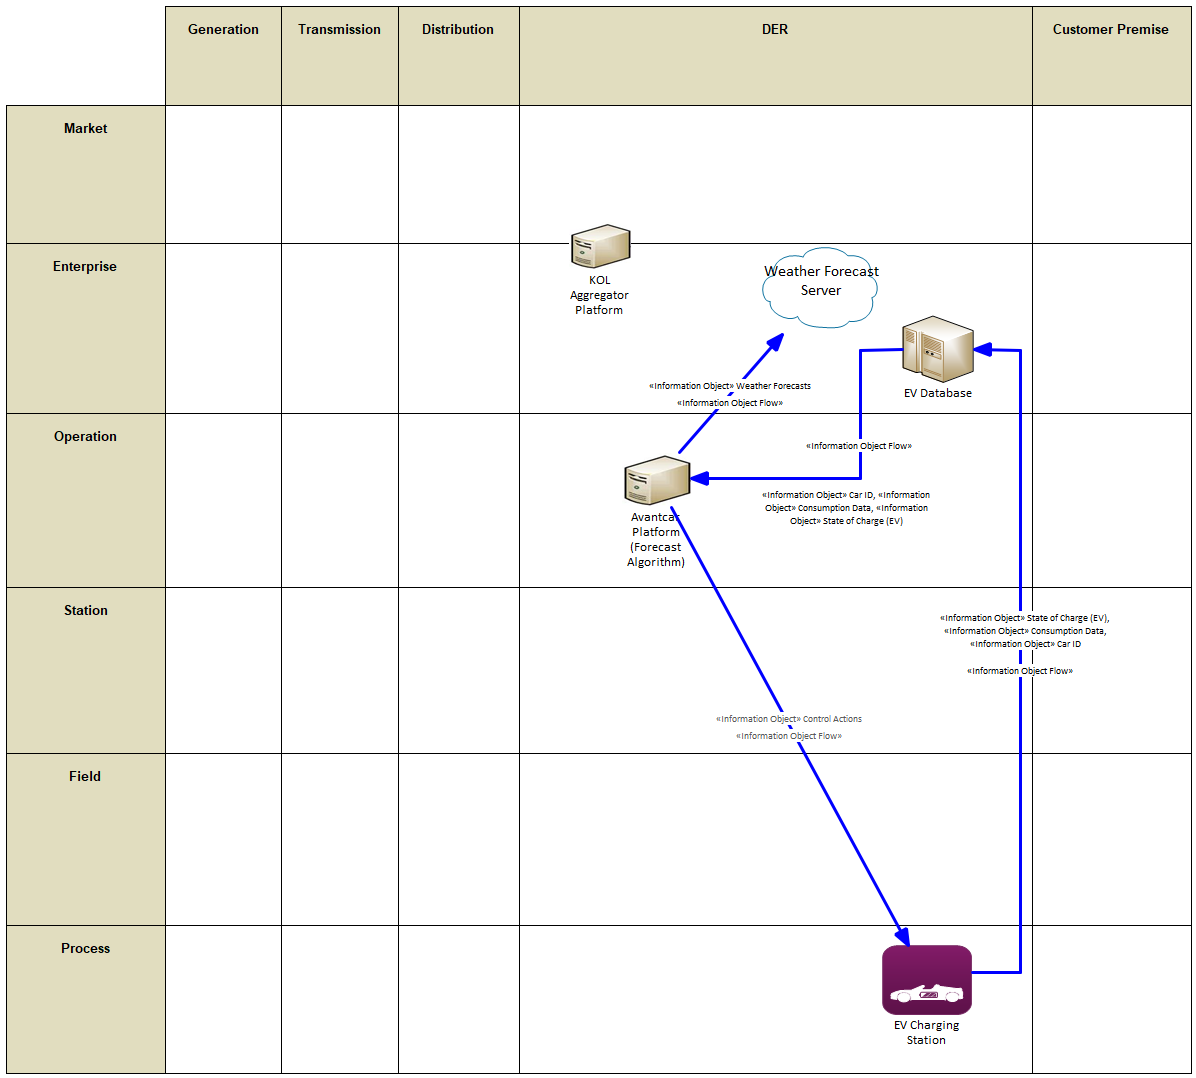 Generation
Transmission
Distribution
DER
Customer Premise
Market
Enterprise
KOL
Aggregator
Platform
Weather Forecast
Server
EV Database
«Information Object» Weather Forecasts
«Information Object Flow»
Operation
«Information Object Flow»
Avantcar
Platform
(Forecast
Algorithm)
«Information Object» Car ID, «Information
Object» Consumption Data, «Information
Object» State of Charge (EV)
Station
«Information Object» State of Charge (EV),
«Information Object» Consumption Data,
«Information Object» Car ID
«Information Object Flow»
«Information Object» Control Actions
«Information Object Flow»
Field
Process
EV Charging
Station